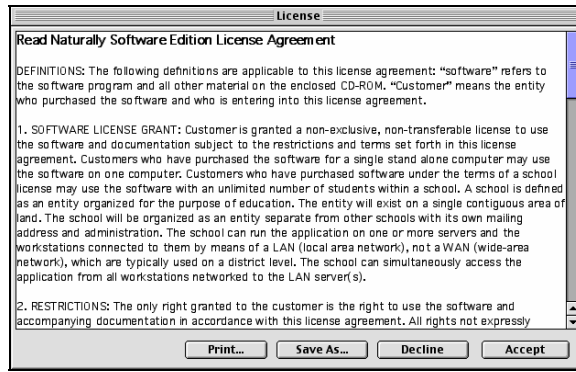 License
Read Naturally Software Edition License Agreement
DEFINITIONS: The following definitions are applicable to this license agreement: “software” refers to
the software program and all other material on the enclosed CD-ROM. “Customer” means the entity
who purchased the software and who is entering into this license agreement.
1. SOFTWARE LICENSE GRANT: Customer is granted a non-exclusive, non-transferable license to use
the software and documentation subject to the restrictions and terms set forth in this license
agreement. Customers who have purchased the software for a single stand alone computer may use
the software on one computer. Customers who have purchased software under the terms of a school
license may use the software with an unlimited number of students within a school. A school is defined
as an entity organized for the purpose of education. The entity will exist on a single contiguous area of
land. The school will be organized as an entity separate from other schools with its own mailing
address and administration. The school can run the application on one or more servers and the
workstations connected to them by means of a LAN (local area network), not a WAN (wide-area
network), which are typically used on a district level. The school can simultaneously access the
application from all workstations networked to the LAN server(s).
2. RESTRICTIONS: The only right granted to the customer is the right to use the software and
accompanying documentation in accordance with this license agreement. All rights not expressly
Print... Save As... Decline Accept